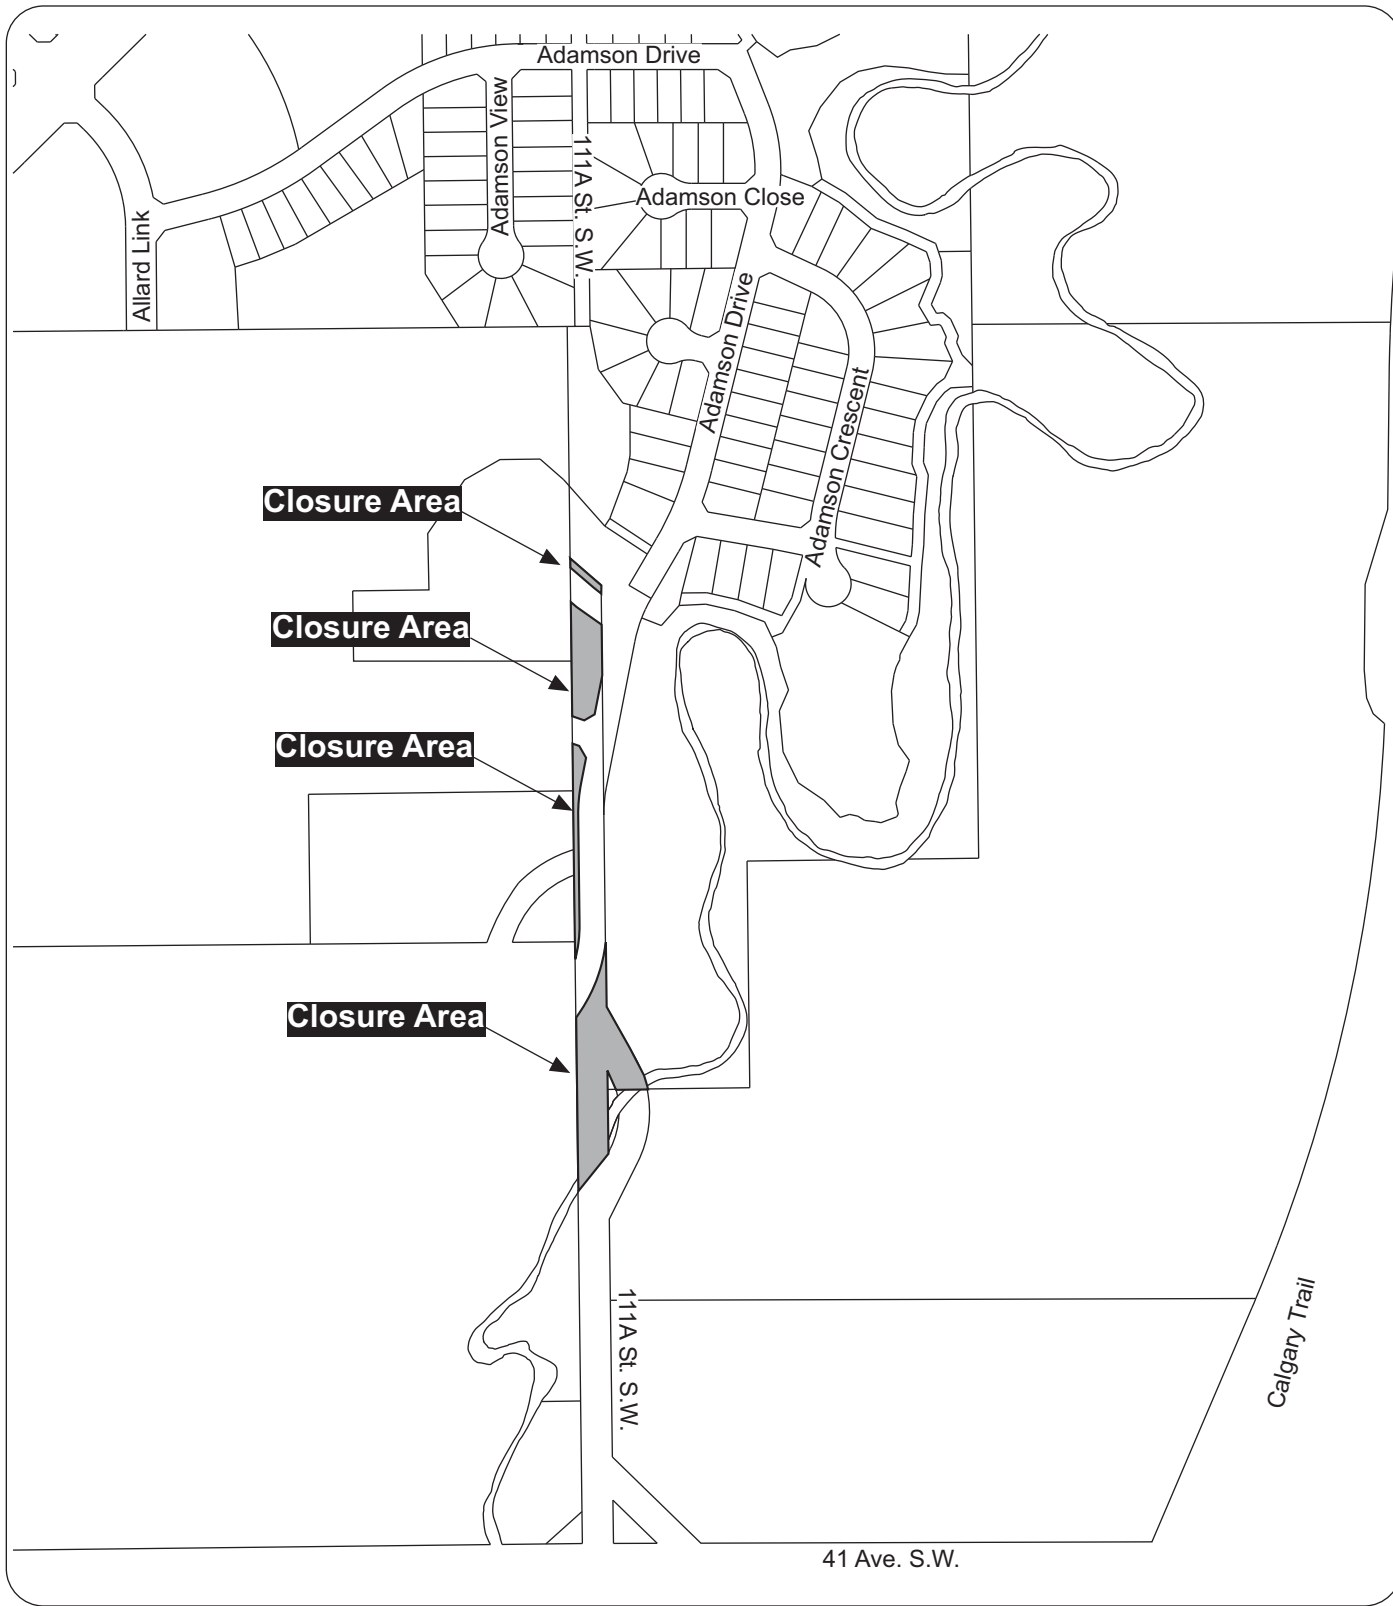 Adamson Drive
Adamson View
111A St. S.W.
Adamson Close
Allard Link
Adamson Drive
Adamson Crescent
Closure Area
Closure Area
Closure Area
Closure Area
111A St. S.W.
Calgary Trail
41 Ave. S.W.